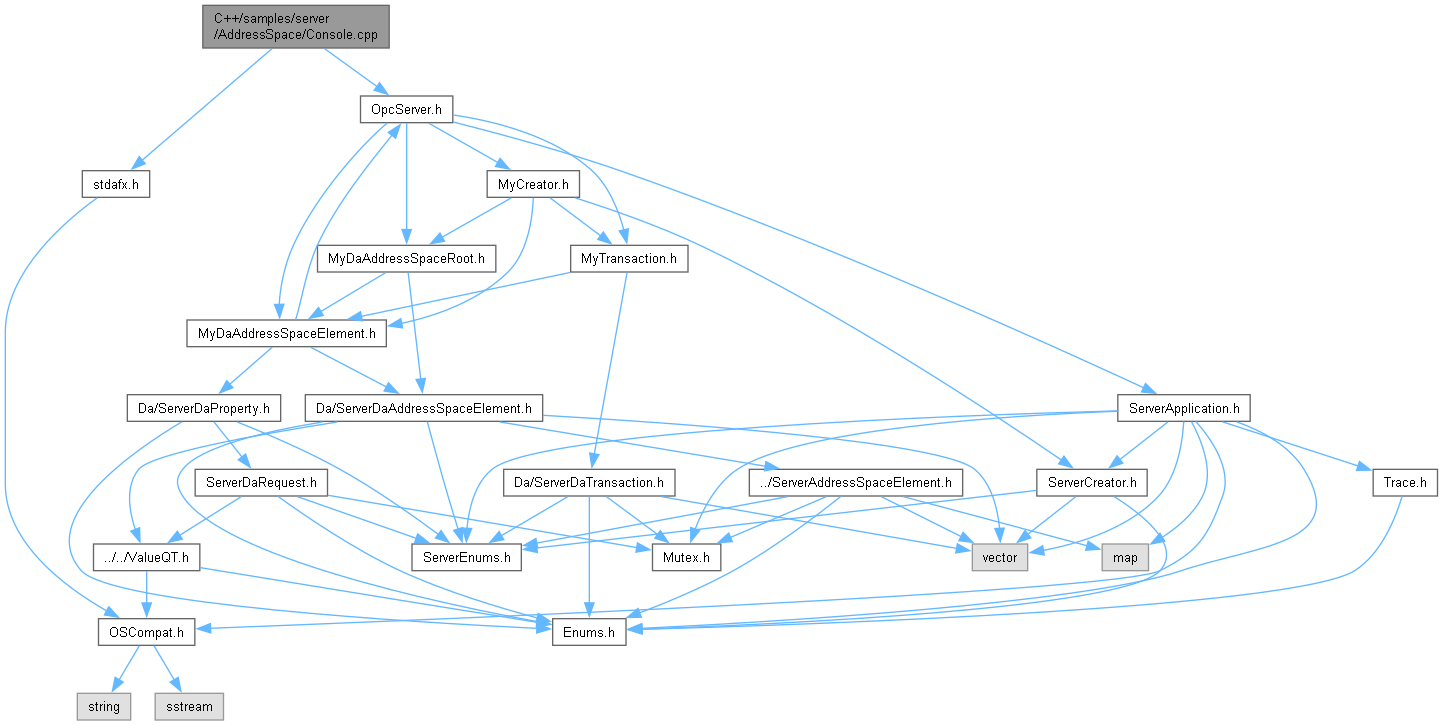 C++/samples/server
/AddressSpace/Console.cpp
OpcServer.h
stdafx.h
MyCreator.h
MyDaAddressSpaceRoot.h
MyTransaction.h
MyDaAddressSpaceElement.h
Da/ServerDaProperty.h
Da/ServerDaAddressSpaceElement.h
ServerApplication.h
ServerDaRequest.h
Da/ServerDaTransaction.h
../ServerAddressSpaceElement.h
ServerCreator.h
Trace.h
../../ValueQT.h
ServerEnums.h
Mutex.h
vector
map
OSCompat.h
Enums.h
string
sstream